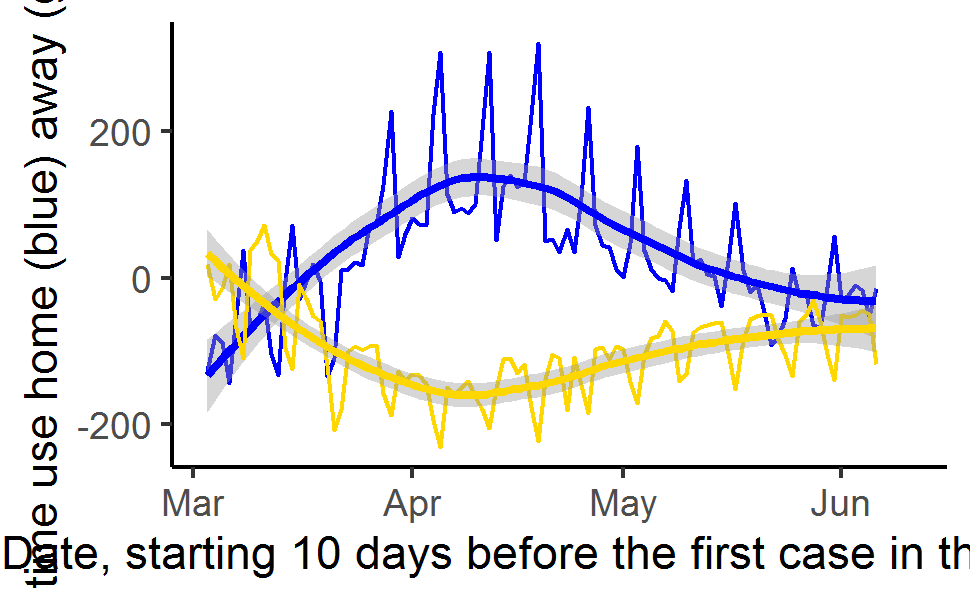 time use home (blue) away (
200
0
-200
Mar Apr May Jun
Date, starting 10 days before the first case in th